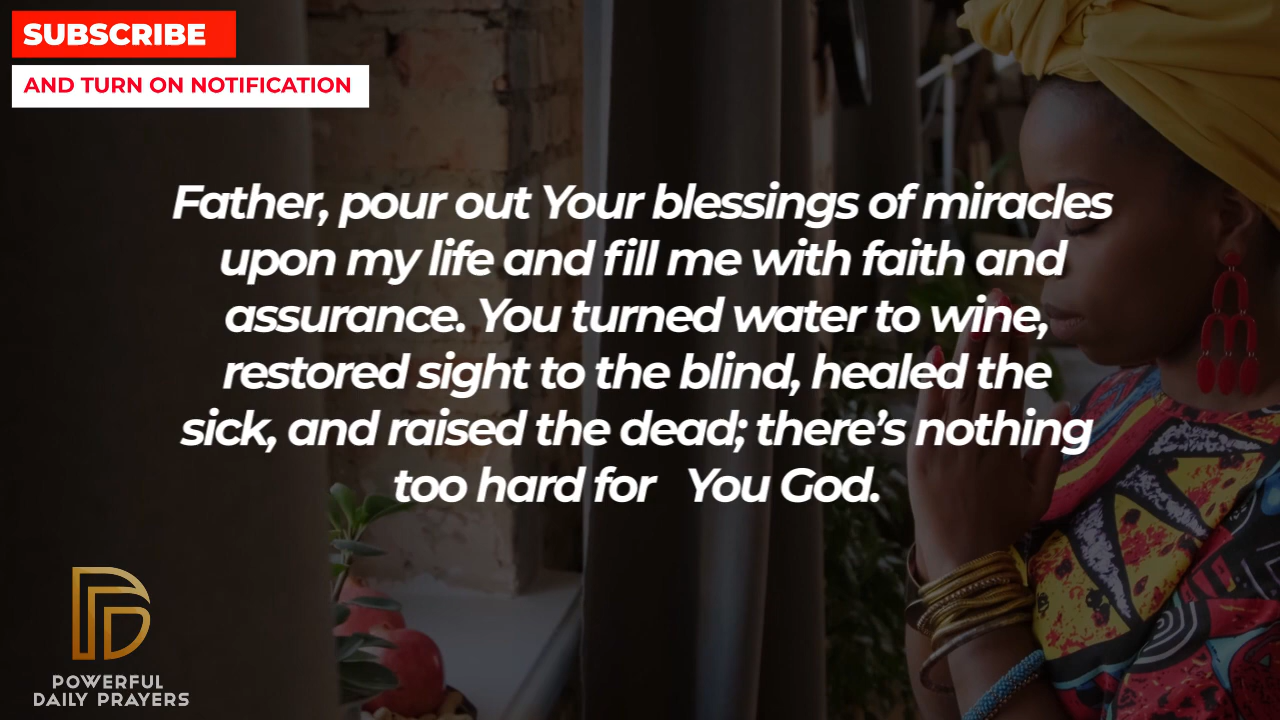 SUBSCRIBE
AND TURN ON NOTIFICATION
Father, pour out Your blessings of miracles
upon my life and fill me with faith and
assurance. You turned water to wine,
restored sight to the blind, healed the
sick, and raised the dead; there’s nothing
too hard for You God.
POWERFUL
DAILY PRAYERS